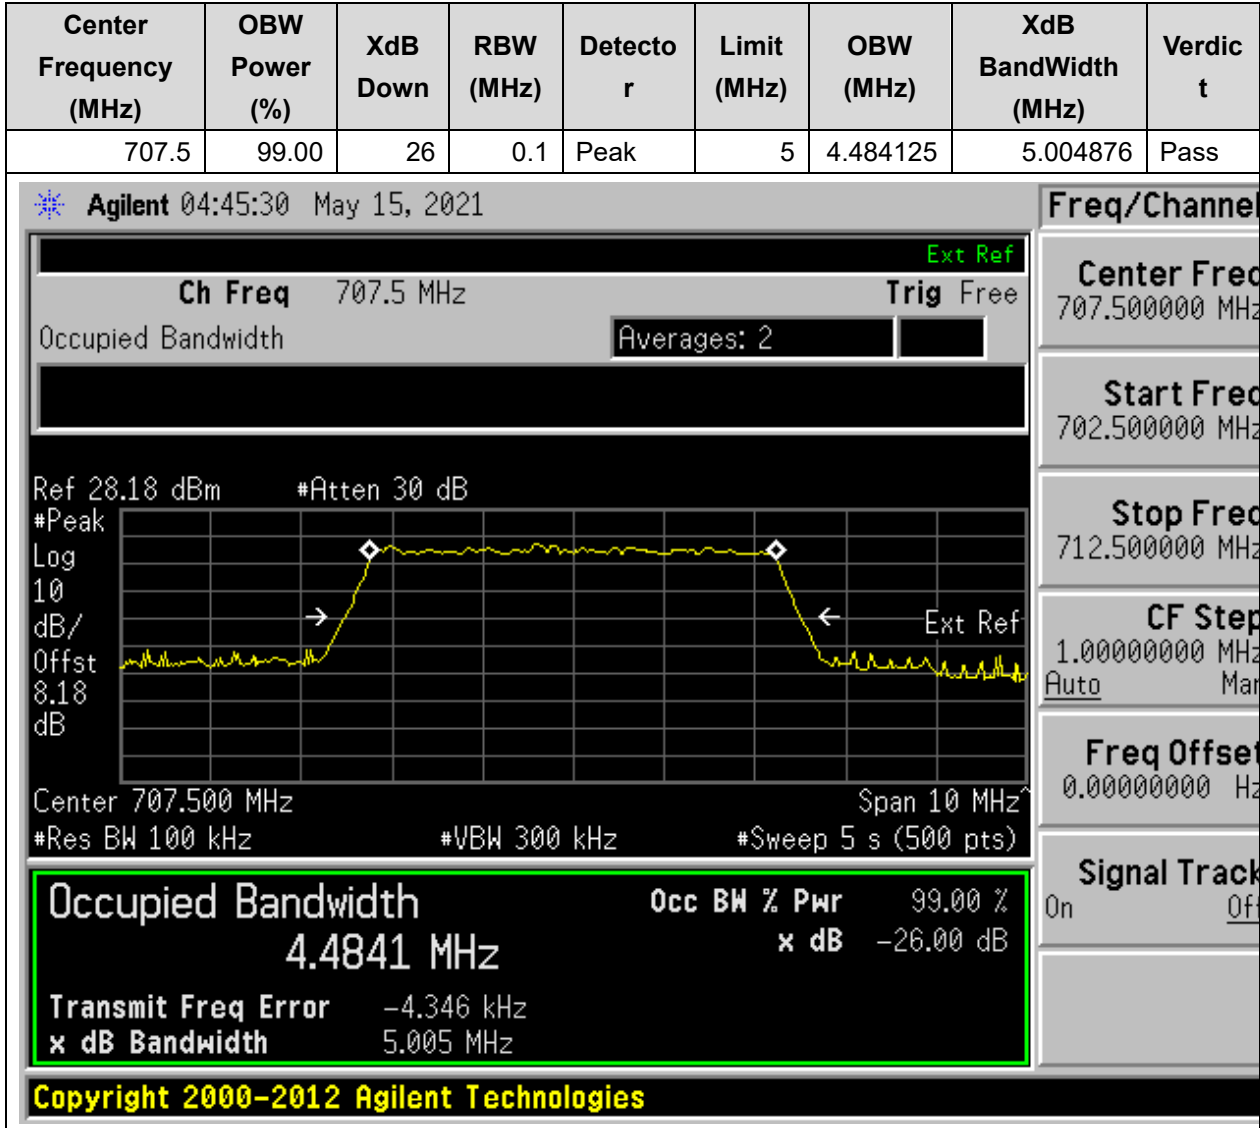 Center Frequency (MHz) OBW Power (%) XdB Down RBW (MHz) Detector Limit (MHz) OBW (MHz) XdB BandWidth (MHz) Verdict
707.5 99.00 26 0.1 Peak 5 4.484125 5.004876 Pass
Agilent 04:45:30 May 15, 2021
Freq/Channel
Ext Ref
Ch Freq 707.5 MHz Trig Free
Occupied Bandwidth Averages: 2
Center Freq
707.500000 MHz
Start Freq
702.500000 MHz
Stop Freq
712.500000 MHz
CF Step
1.00000000 MHz
Auto Man
Freq Offset
0.00000000 Hz
Signal Track
On Off
Ref 28.18 dBm #Atten 30 dB
#Peak
Log
10
dB/
Offst
8.18
dB
Ext Ref
Center 707.500 MHz Span 10 MHz^
#Res BW 100 kHz #VBW 300 kHz #Sweep 5 s (500 pts)
Occupied Bandwidth Occ BW % Pwr 99.00 %
4.4841 MHz x dB -26.00 dB
Transmit Freq Error -4.346 kHz
x dB Bandwidth 5.005 MHz
Copyright 2000-2012 Agilent Technologies